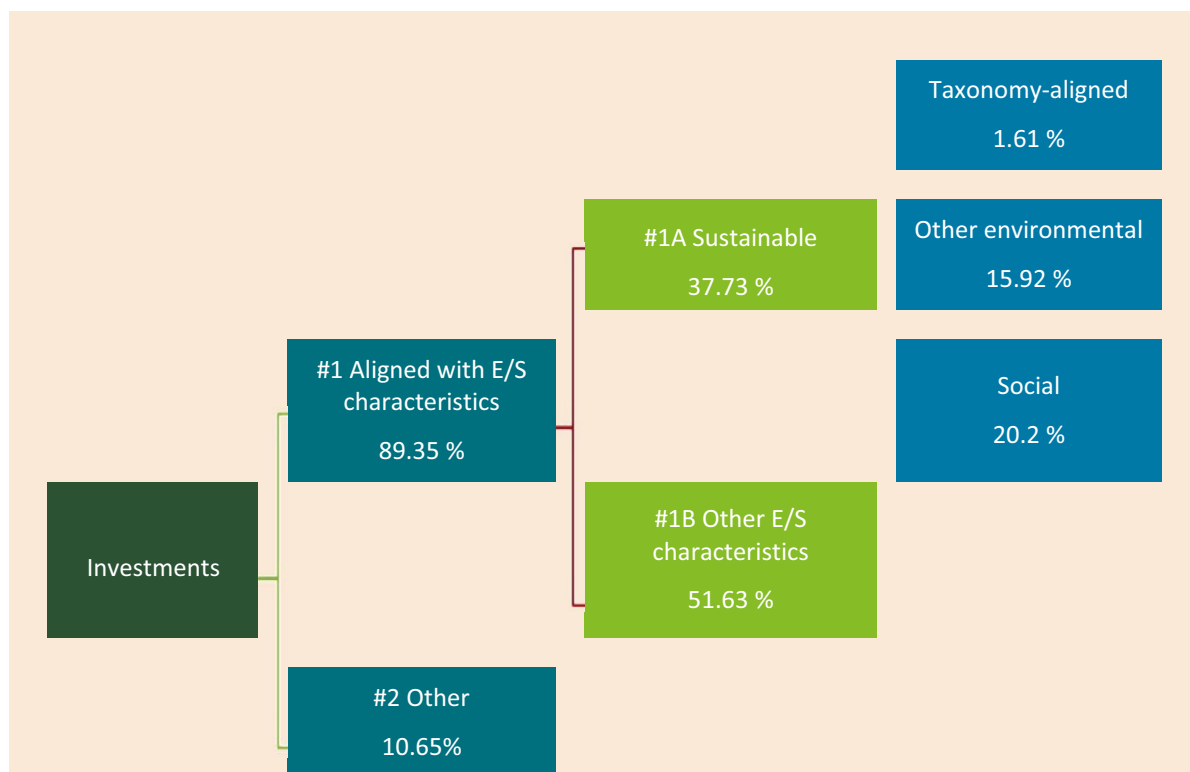 Investments
#1 Aligned with E/S
characteristics
89.35 %
#2 Other
10.65%
#1A Sustainable
37.73 %
#1B Other E/S
characteristics
51.63 %
Taxonomy-aligned
1.61 %
Other environmental
15.92 %
Social
20.2 %